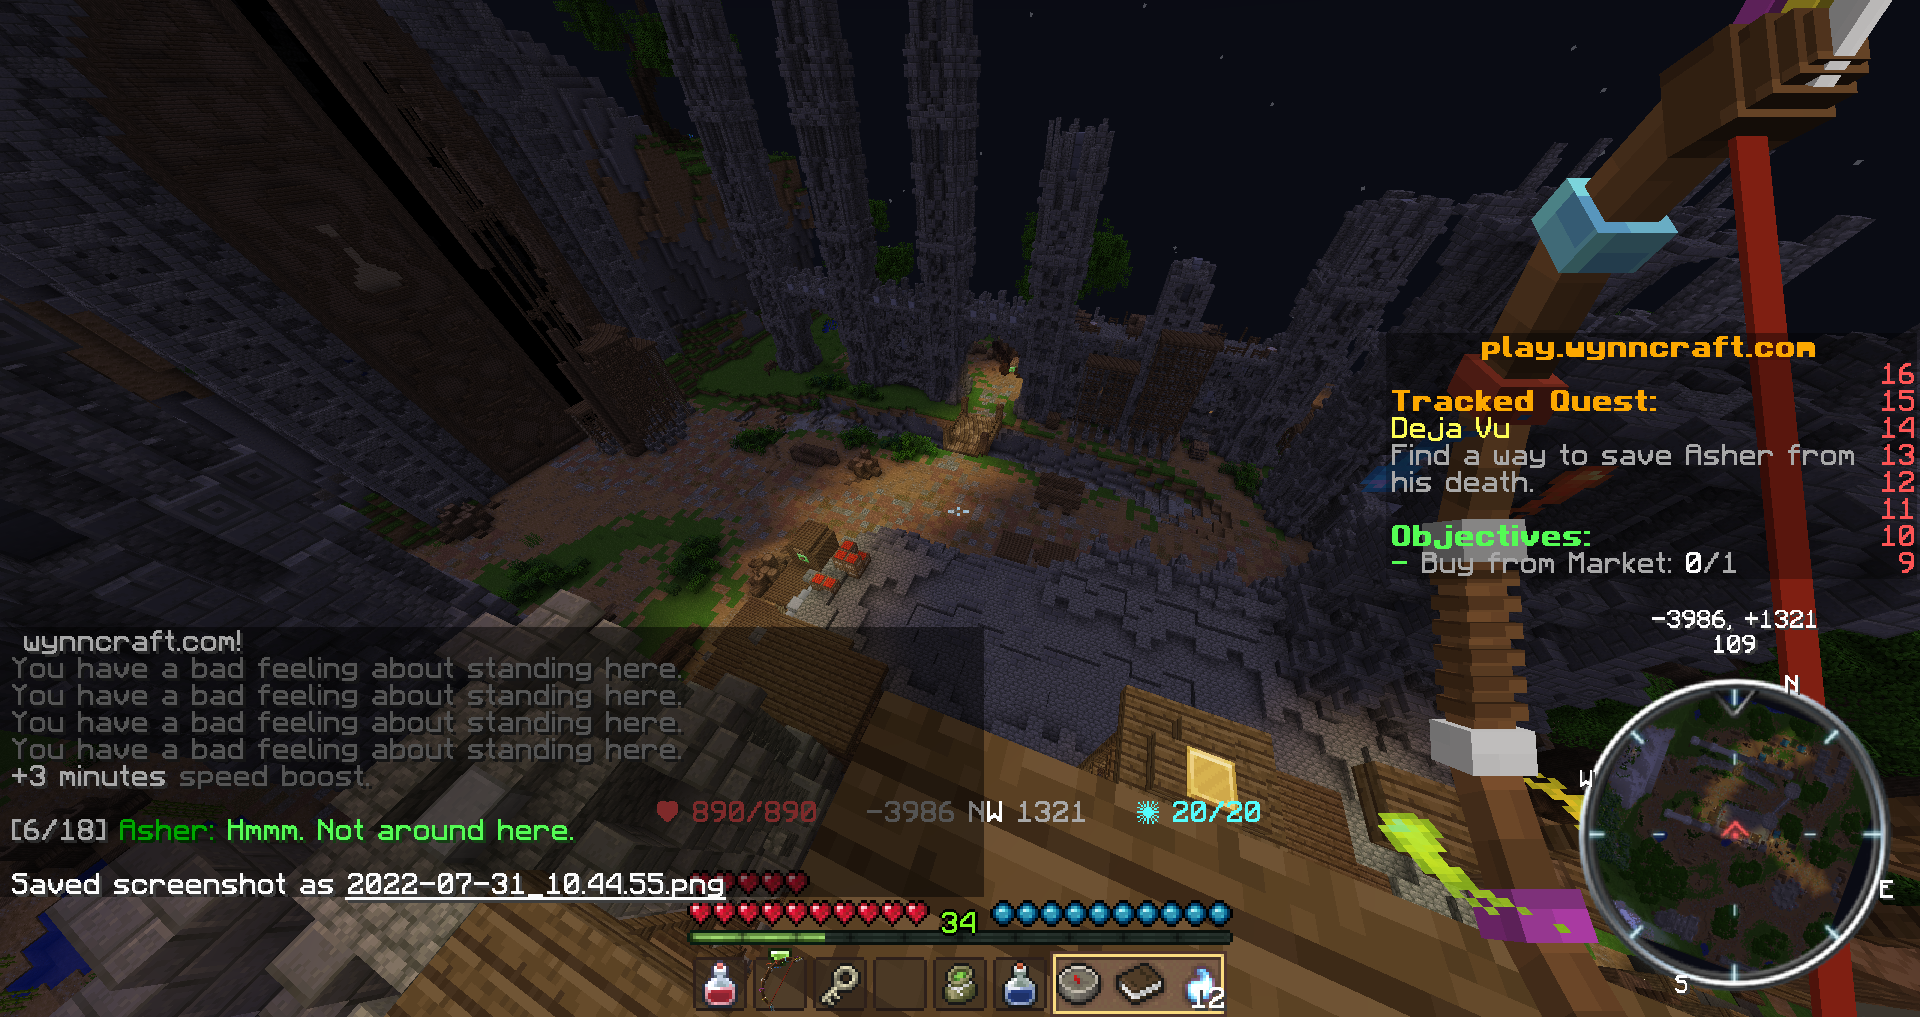 play.wynncraft.com
16
Tracked Quest:
15
Deja Vu
14
Find a way to save Asher from
13
his death.
12
11
Objectives:
10
- Buy from Market: 0/1
9
-3986, +1321
109
N
W
E
S
wynncraft.com!
You have a bad feeling about standing here.
You have a bad feeling about standing here.
You have a bad feeling about standing here.
You have a bad feeling about standing here.
+3 minutes speed boost.
[6/18] Asher: Hmmm. Not around here.
Saved screenshot as 2022-07-31_10.44.55.png
890/890
-3986 NW 1321
20/20
34
12